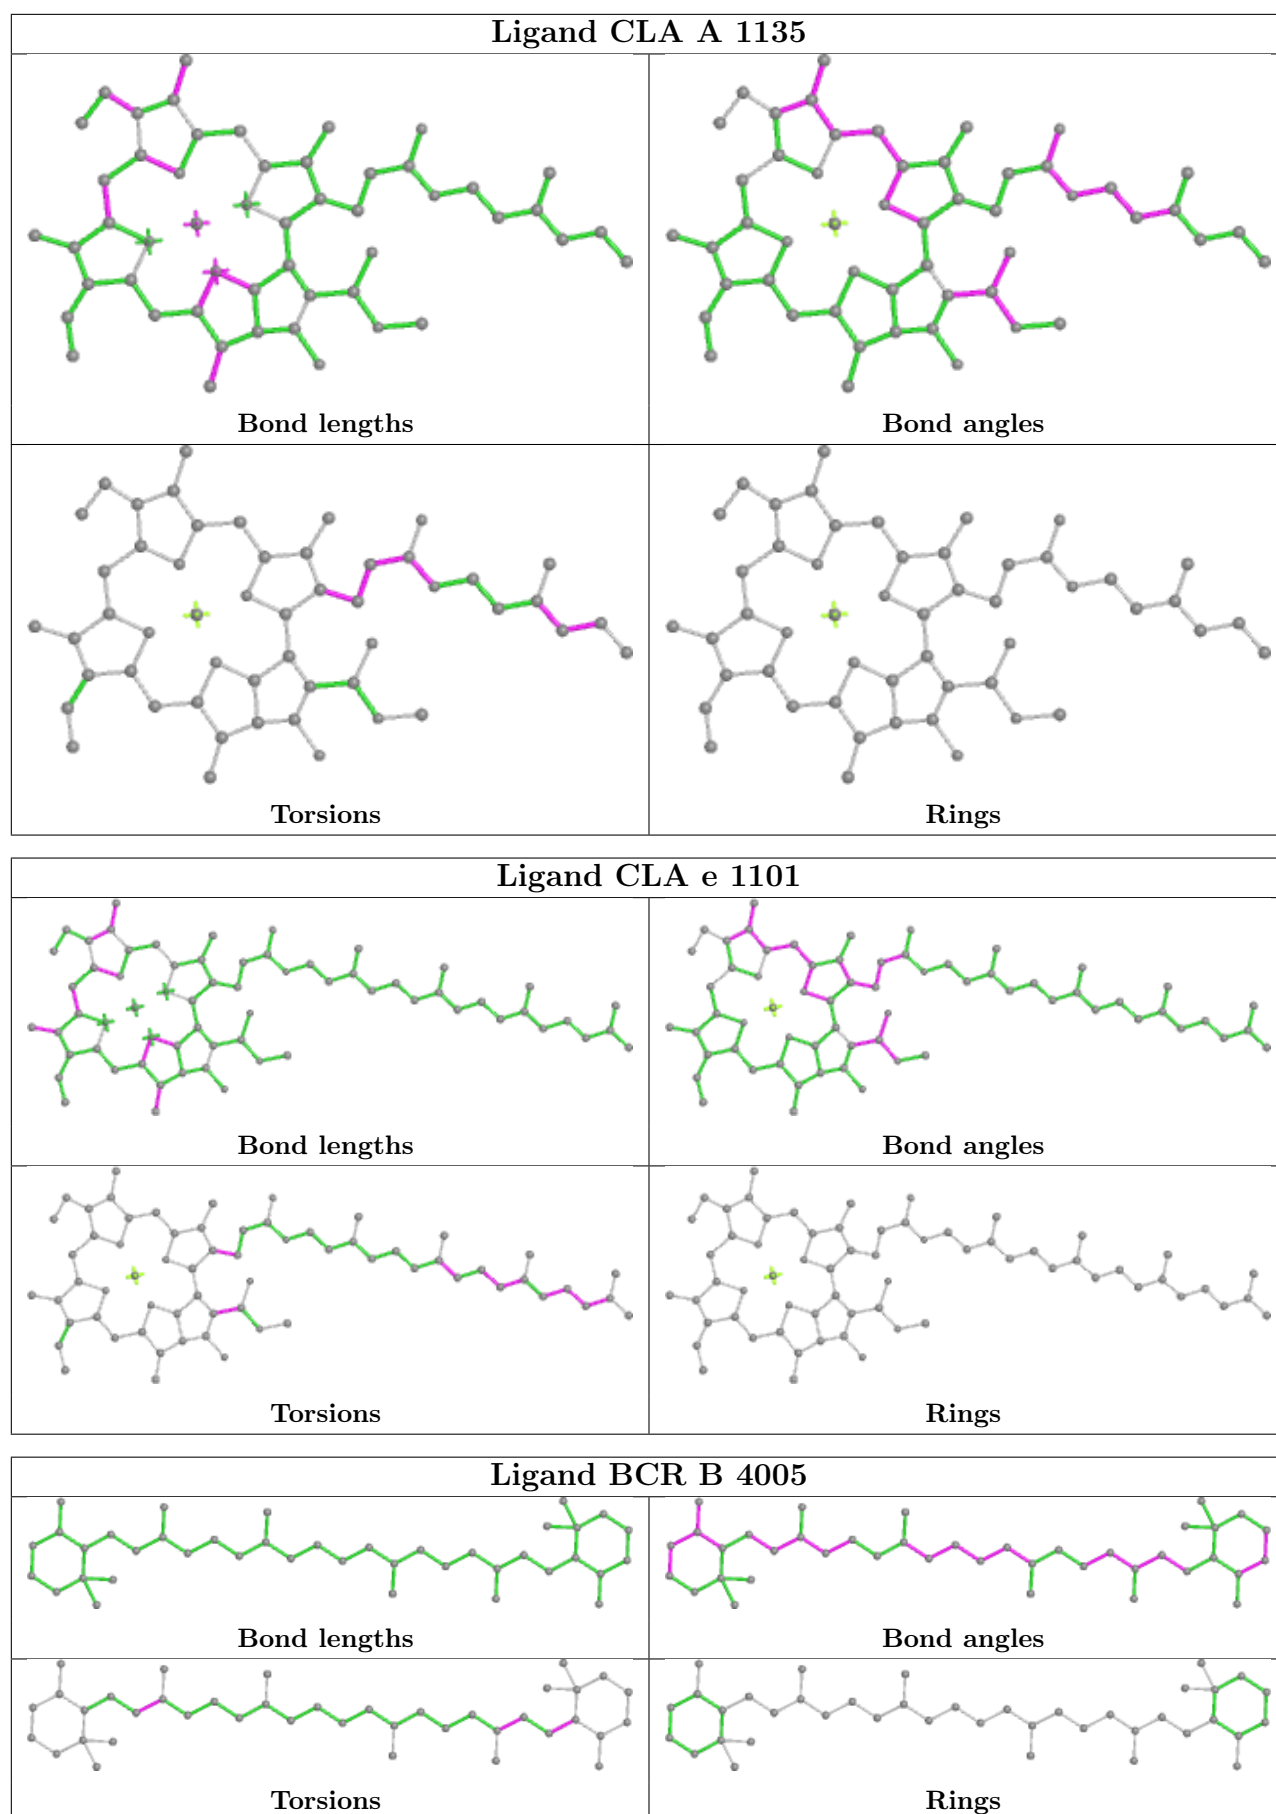 Ligand CLA A 1135
Bond lengths
Bond angles
Torsions
Rings
Ligand CLA e 1101
Bond lengths
Bond angles
Torsions
Rings
Ligand BCR B 4005
Bond lengths
Bond angles
Torsions
Rings